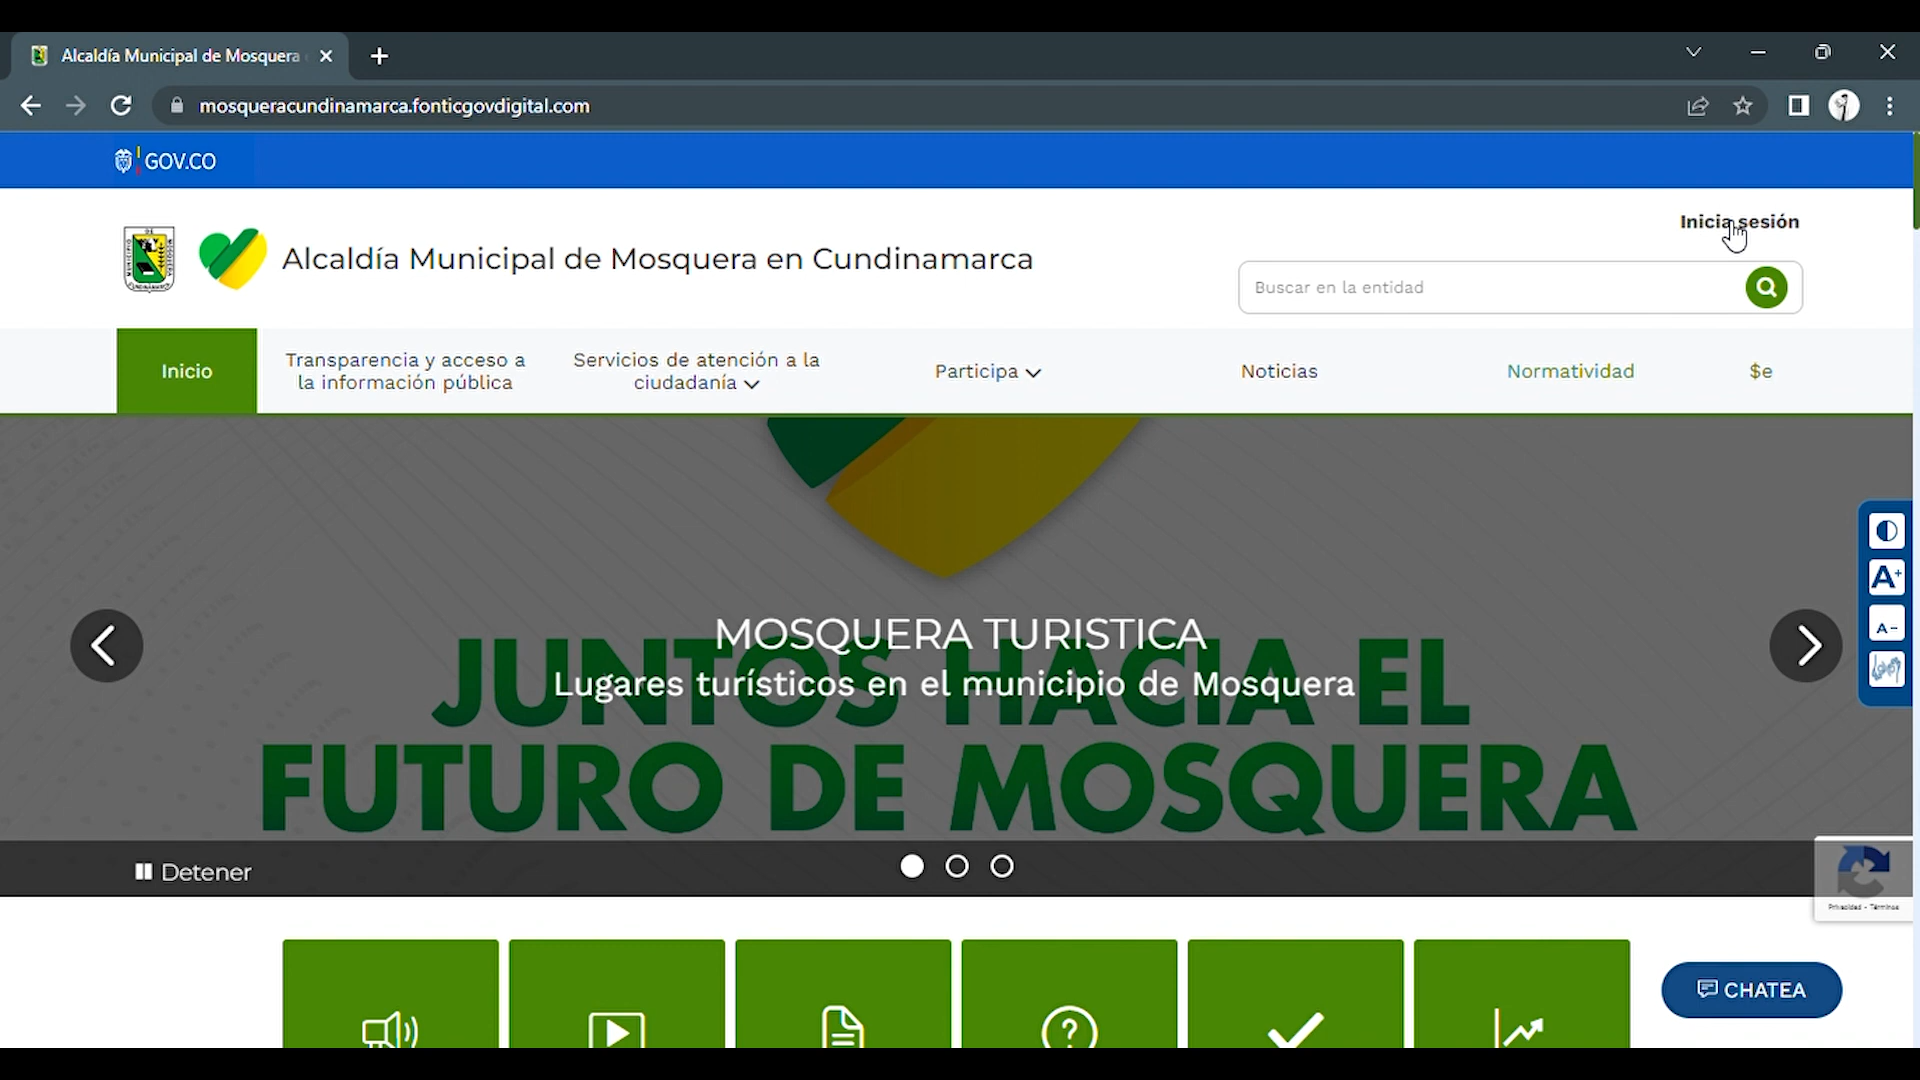 Alcaldía Municipal de Mosquera
mosqueracundinamarca.fonticgovdigital.com
GOV.CO
Inicia sesión
Alcaldía Municipal de Mosquera en Cundinamarca
Buscar en la entidad
Inicio
Transparencia y acceso a
la información pública
Servicios de atención a la
ciudadanía
Participa
Noticias
Normatividad
$e
A+
A-
MOSQUERA TURISTICA
Lugares turísticos en el municipio de Mosquera
JUNTOS HACIA EL
FUTURO DE MOSQUERA
Detener
Privacidad - Términos
CHATEA